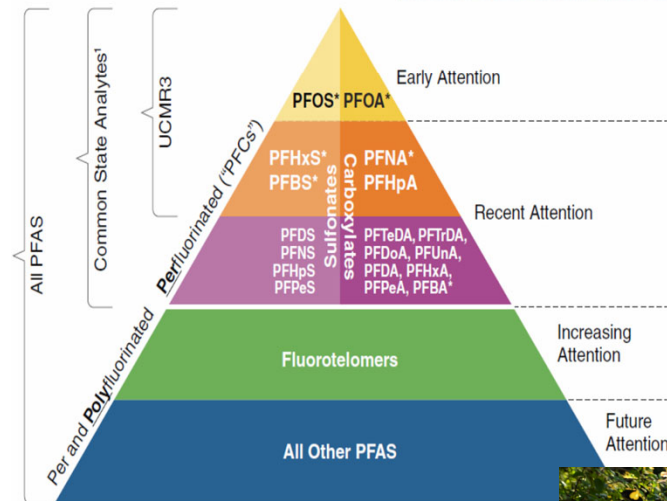 All PFAS
Common State Analytes¹
UCMR3
Perfluorinated ("PFCs")
Per and Polyfluorinated
PFOS* PFOA*
Early Attention
Sulfonates
Carboxylates
PFHxS*
PFBS*
PFNA*
PFHpA
Recent Attention
PFDS
PFNS
PFHpS
PFPeS
PFTeDA, PFTrDA,
PFDoA, PFUnA,
PFDA, PFHxA,
PFPeA, PFBA*
Fluorotelomers
Increasing
Attention
All Other PFAS
Future
Attention